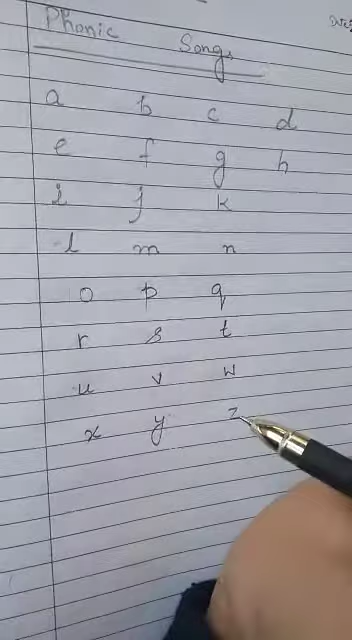 Phonic Songs
a b c d
e f g h
i j k
l m n
o p q
r s t
u v w
x y z